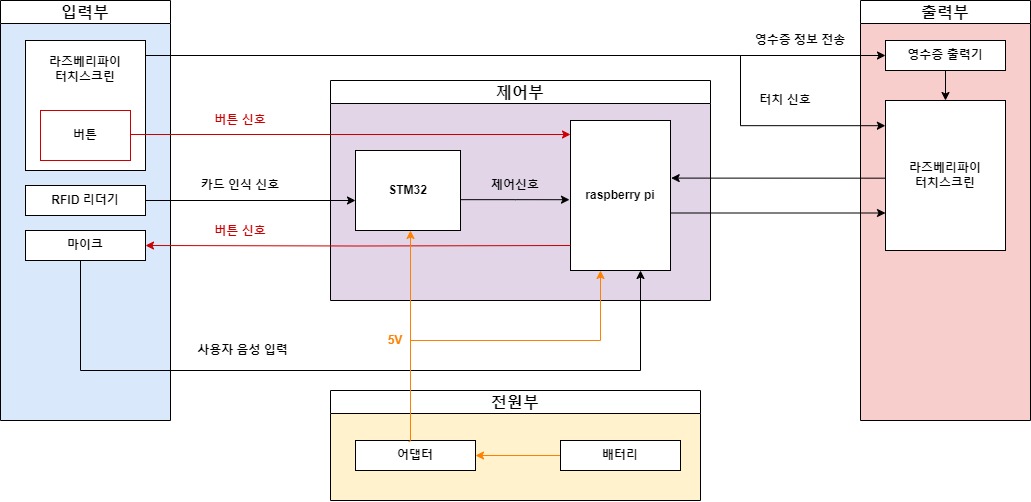 입력부
출력부
라즈베리파이
터치스크린
버튼
영수증 정보 전송
영수증 출력기
터치 신호
제어부
버튼 신호
STM32
제어신호
raspberry pi
라즈베리파이
터치스크린
RFID 리더기
카드 인식 신호
마이크
버튼 신호
5V
사용자 음성 입력
전원부
어댑터
배터리